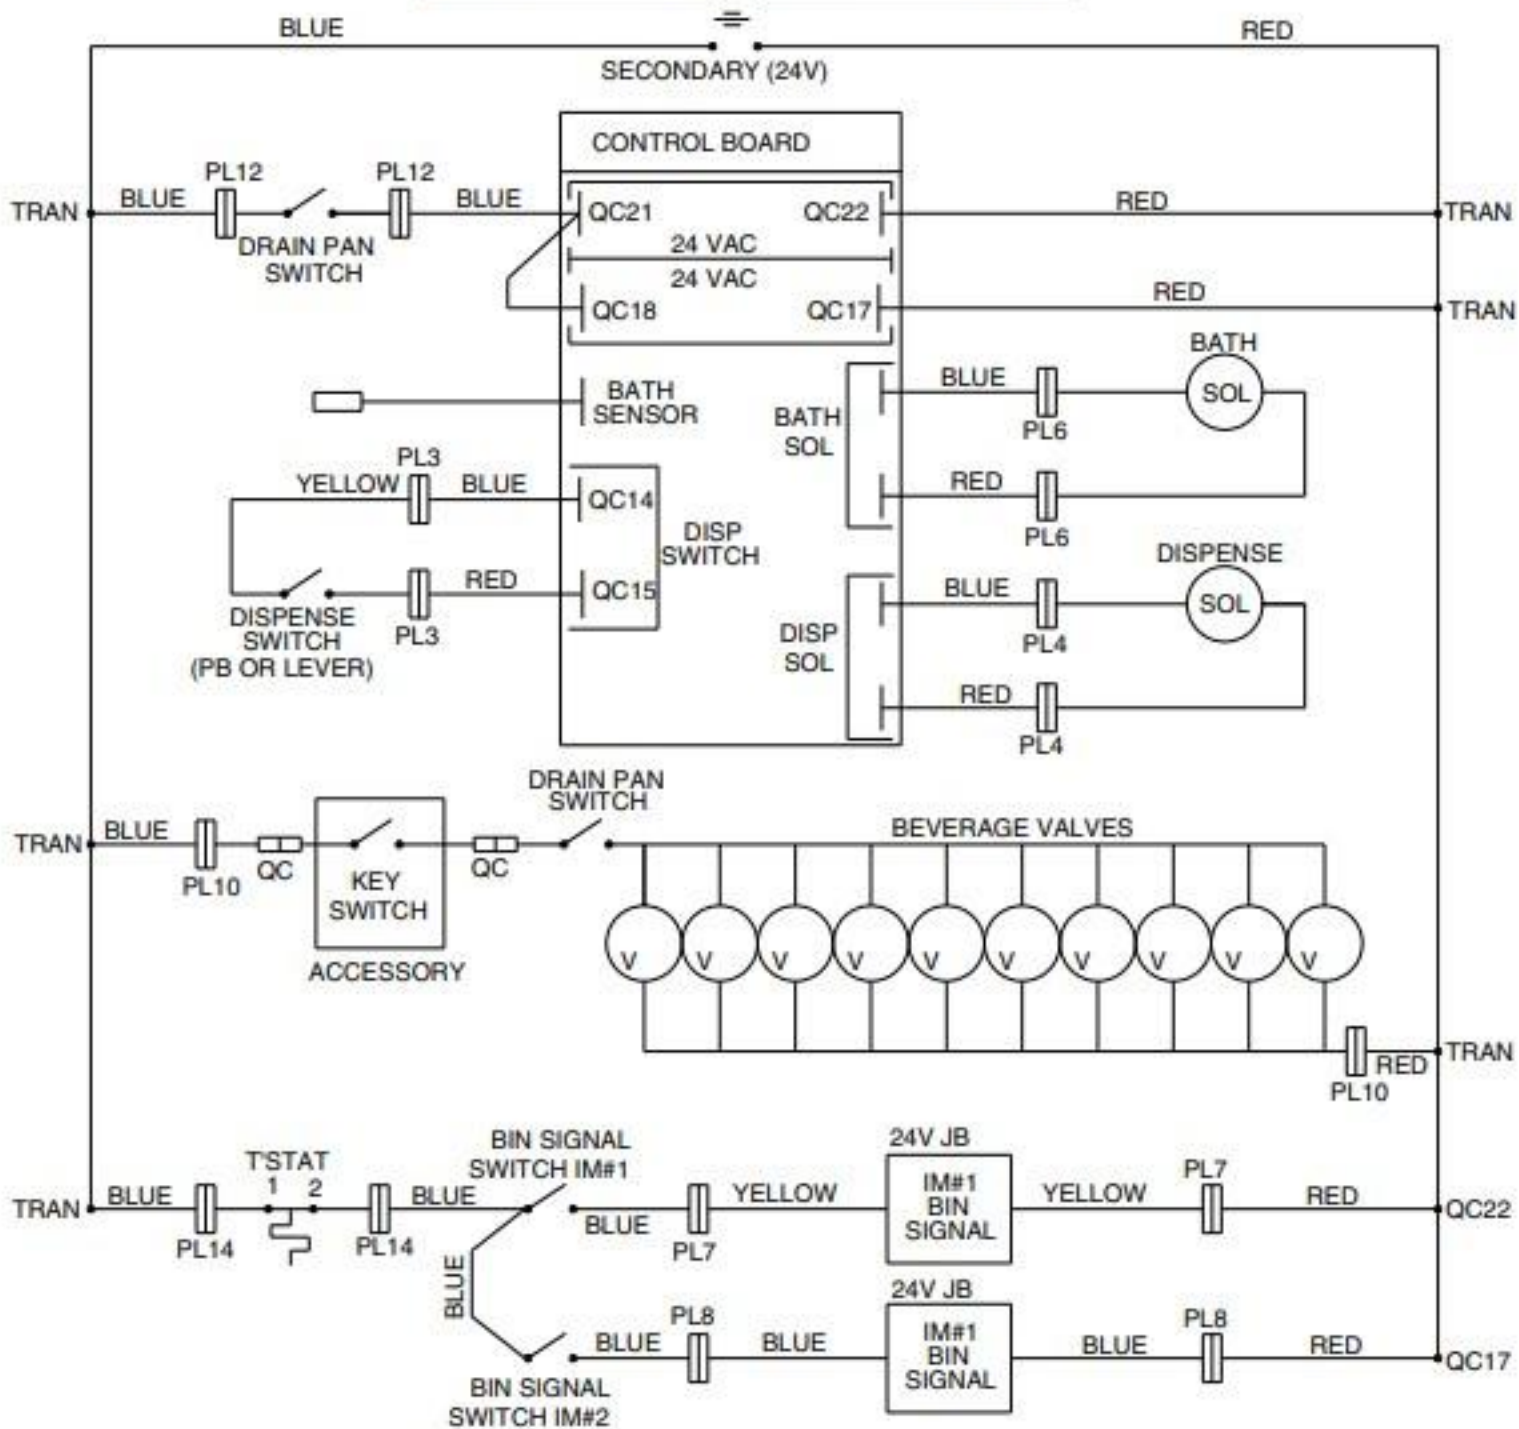 BLUE
RED
SECONDARY (24V)
CONTROL BOARD
PL12
PL12
TRAN
BLUE
BLUE
QC21
QC22
RED
TRAN
DRAIN PAN
SWITCH
24 VAC
24 VAC
QC18
QC17
RED
TRAN
BATH
SENSOR
BATH
SOL
BLUE
PL6
BATH
SOL
RED
PL6
PL3
YELLOW
BLUE
QC14
DISP
SWITCH
RED
QC15
PL3
DISPENSE
SWITCH
(PB OR LEVER)
DISPENSE
SOL
BLUE
PL4
DISP
SOL
RED
PL4
DRAIN PAN
SWITCH
TRAN
BLUE
PL10
QC
KEY
SWITCH
ACCESSORY
QC
BEVERAGE VALVES
V V V V V V V V V V
TRAN
RED
PL10
BIN SIGNAL
SWITCH IM#1
T'STAT
1 2
TRAN
BLUE
PL14
PL14
BLUE
BLUE
BLUE
PL7
YELLOW
24V JB
IM#1
BIN
SIGNAL
YELLOW
PL7
RED
QC22
BLUE
PL8
BLUE
24V JB
IM#1
BIN
SIGNAL
BLUE
PL8
RED
QC17
BIN SIGNAL
SWITCH IM#2